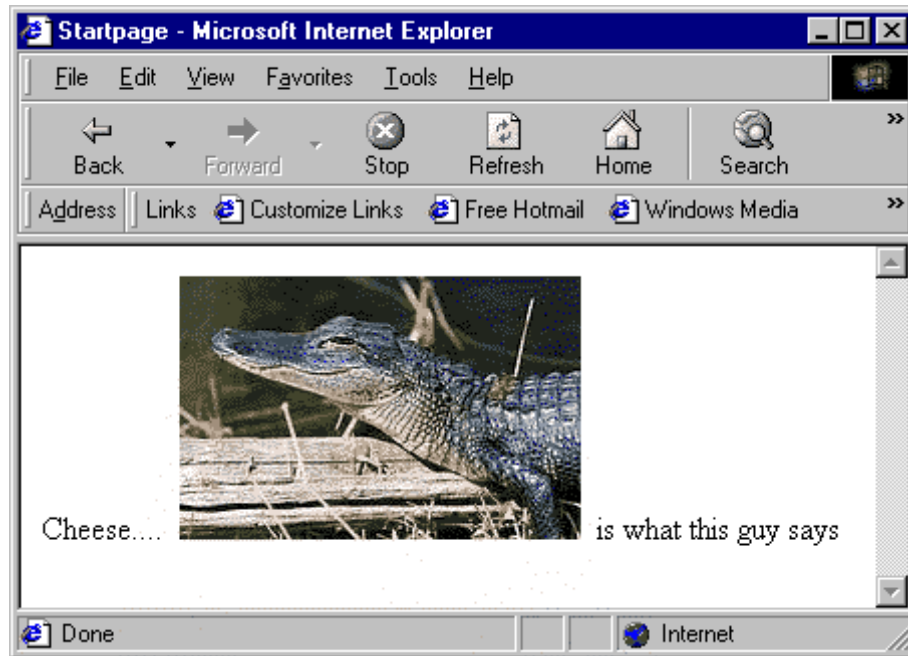 Startpage - Microsoft Internet Explorer
File Edit View Favorites Tools Help
Back Forward Stop Refresh Home Search »
Address Links Customize Links Free Hotmail Windows Media »
Cheese.... is what this guy says
Done Internet